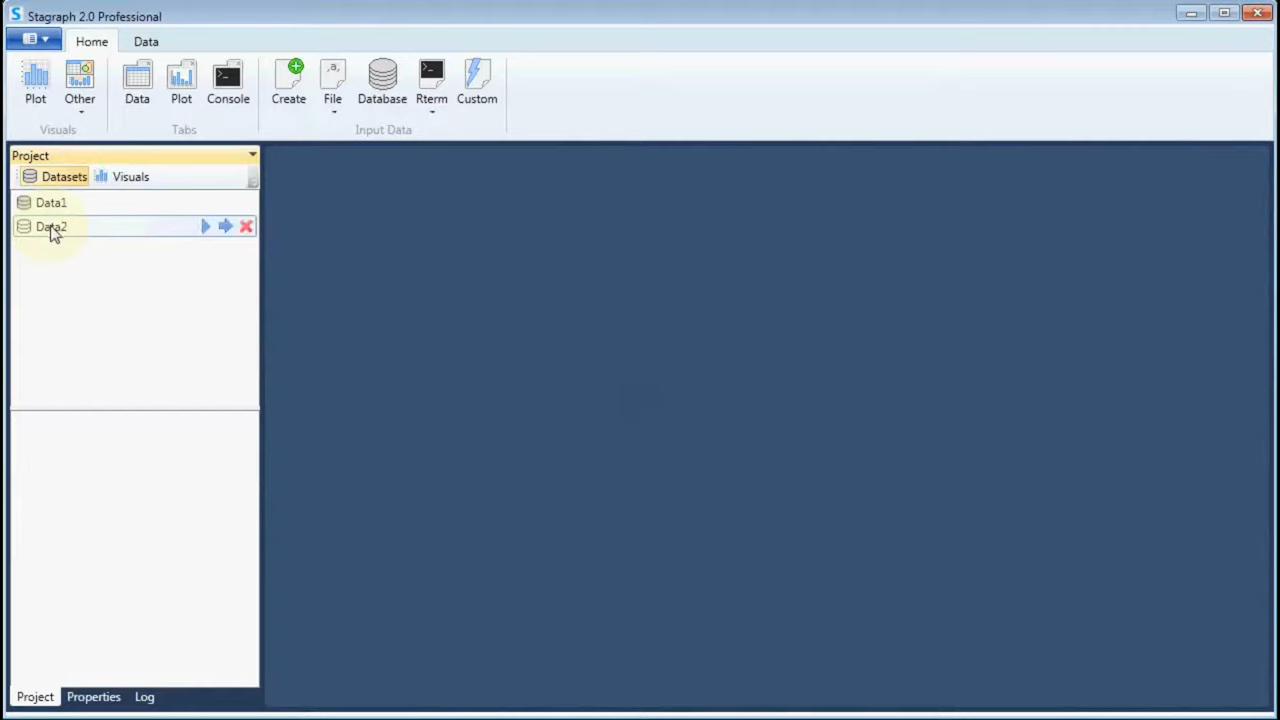 Stagraph 2.0 Professional
Home Data
Plot Other Data Plot Console Create File Database Rterm Custom
Visuals Tabs Input Data
Project
Datasets Visuals
Data1
Data2
Project Properties Log